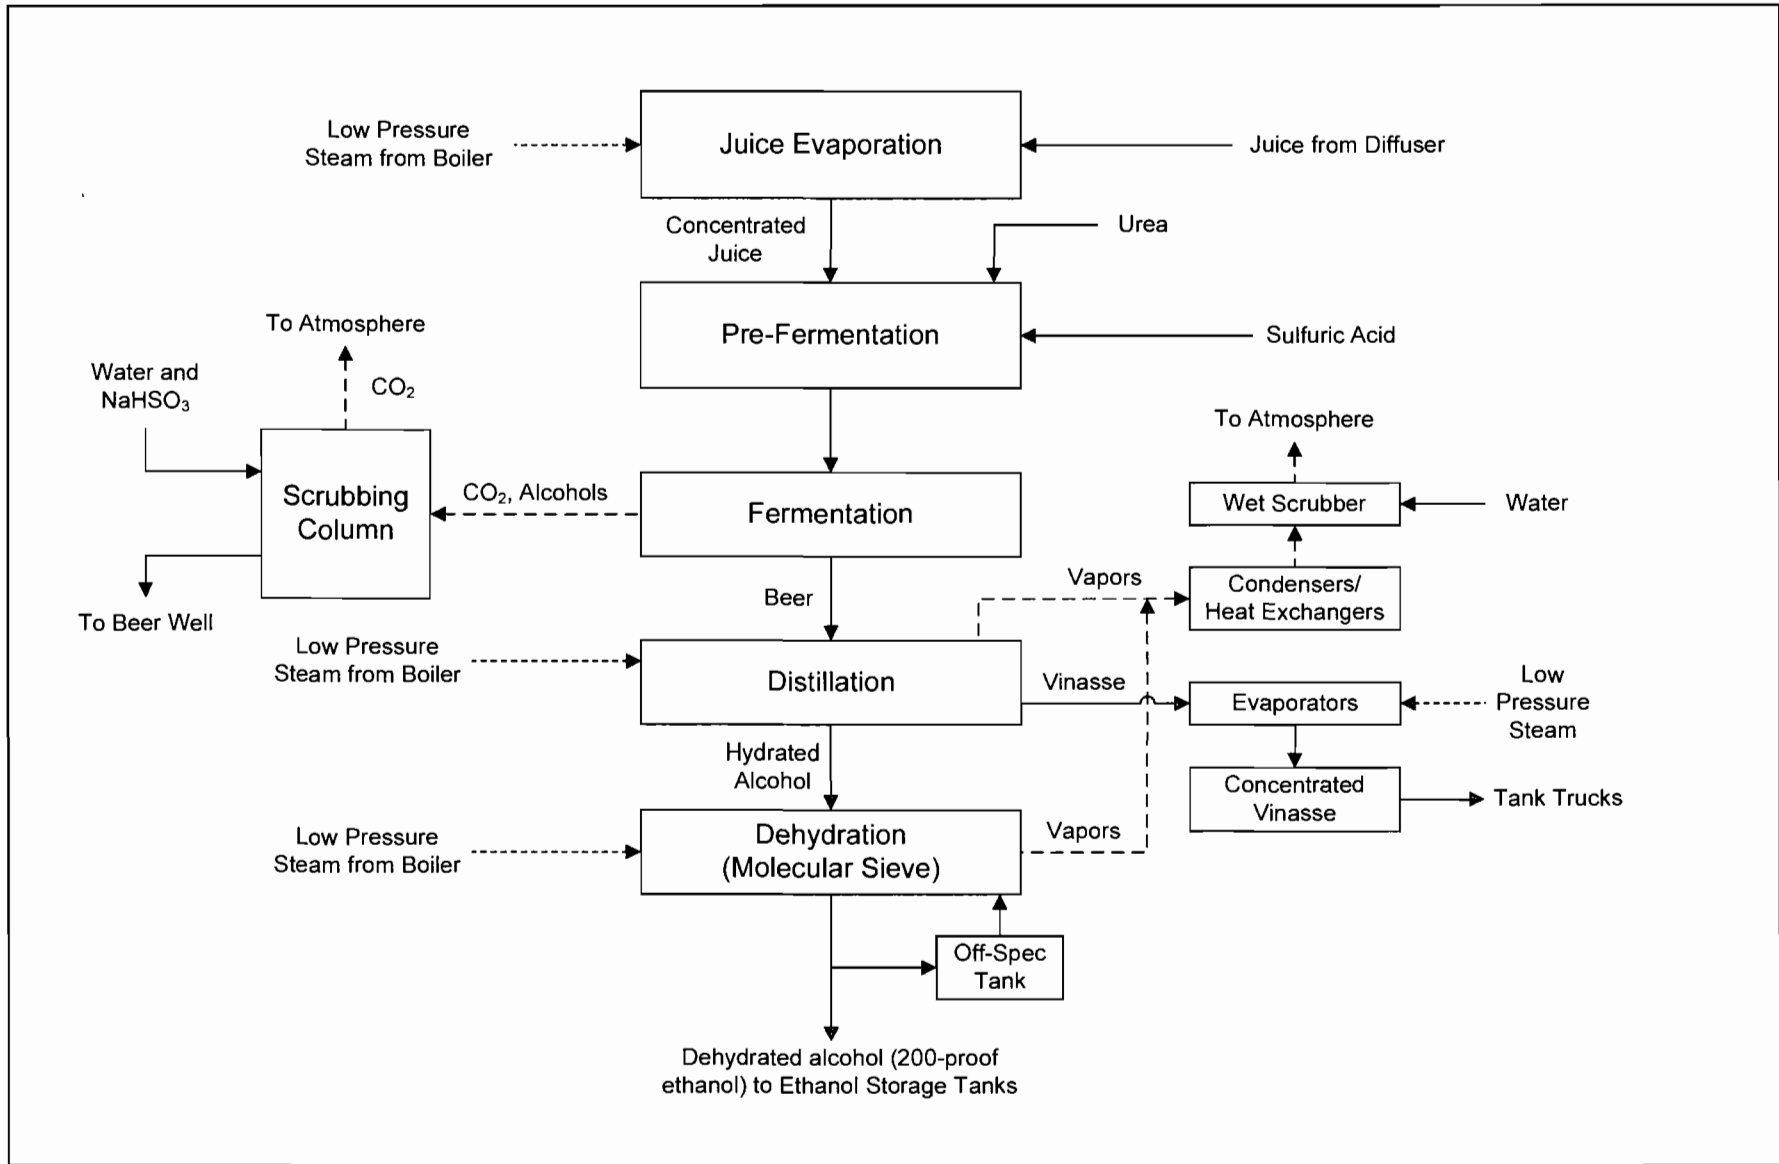 Low Pressure
Steam from Boiler
Juice Evaporation
Juice from Diffuser
Concentrated
Juice
Urea
Pre-Fermentation
Sulfuric Acid
To Atmosphere
CO₂
Water and
NaHSO₃
Scrubbing
Column
To Beer Well
CO₂, Alcohols
Fermentation
To Atmosphere
Wet Scrubber
Water
Vapors
Condensers/
Heat Exchangers
Beer
Low Pressure
Steam from Boiler
Distillation
Vinasse
Evaporators
Low
Pressure
Steam
Hydrated
Alcohol
Concentrated
Vinasse
Tank Trucks
Low Pressure
Steam from Boiler
Dehydration
(Molecular Sieve)
Vapors
Off-Spec
Tank
Dehydrated alcohol (200-proof
ethanol) to Ethanol Storage Tanks